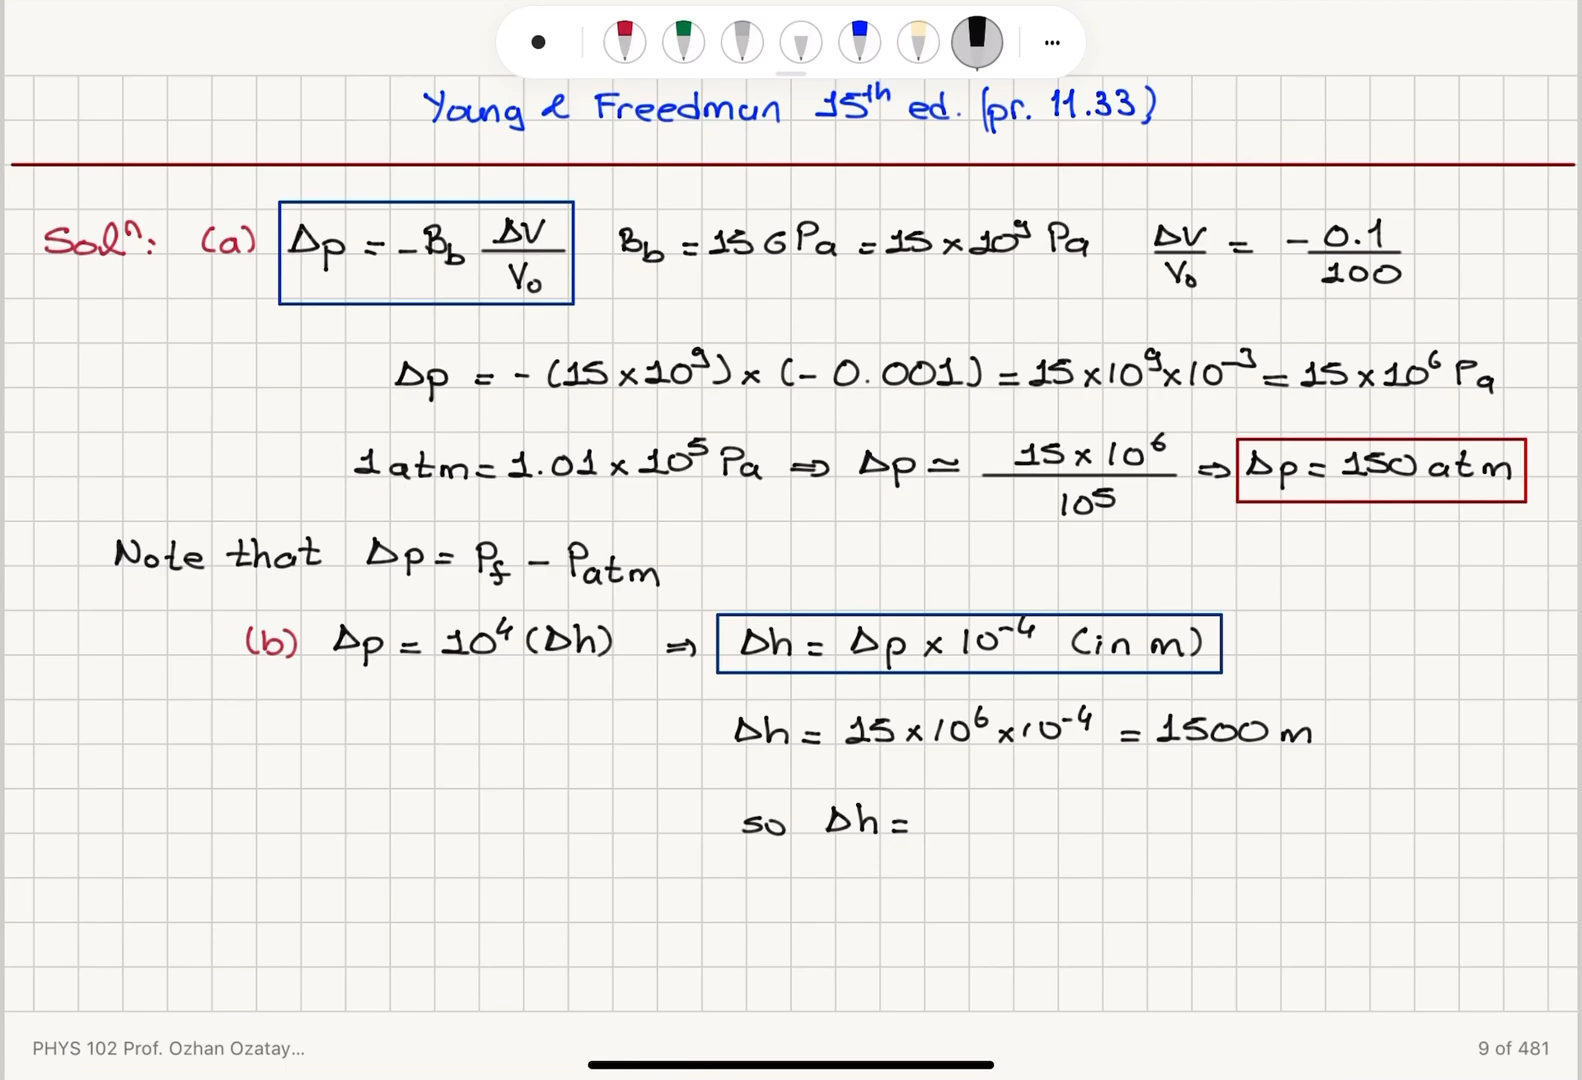 Young & Freedman 15th ed. (pr. 11.33)
Solⁿ: (a) Δp = -B_b ΔV/V₀   B_b = 15 GPa = 15 × 10⁹ Pa   ΔV/V₀ = -0.1/100
Δp = - (15 × 10⁹) × (- 0.001) = 15 × 10⁹ × 10⁻³ = 15 × 10⁶ Pa
1 atm = 1.01 × 10⁵ Pa ⇒ Δp ≃ 15 × 10⁶/10⁵ ⇒ Δp = 150 atm
Note that Δp = P_f - P_atm
(b) Δp = 10⁴ (Δh) ⇒ Δh = Δp × 10⁻⁴ (in m)
Δh = 15 × 10⁶ × 10⁻⁴ = 1500 m
so Δh =
PHYS 102 Prof. Ozhan Ozatay...
9 of 481